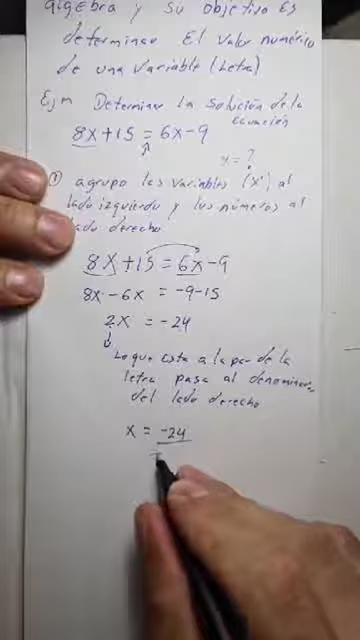 algebra y su objetivo Es
determinar El valor numérico
de una variable (Letra)
Ejm Determinar La solución de la
ecuación
8x + 15 = 6x - 9
x = ?
① agrupo las variables "x" al
lado izquierdo y los números al
lado derecho
8x + 15 = 6x - 9
8x - 6x = -9 - 15
2x = -24
Lo que esta a la par de la
letra pasa al denominar
del lado derecho
x = -24